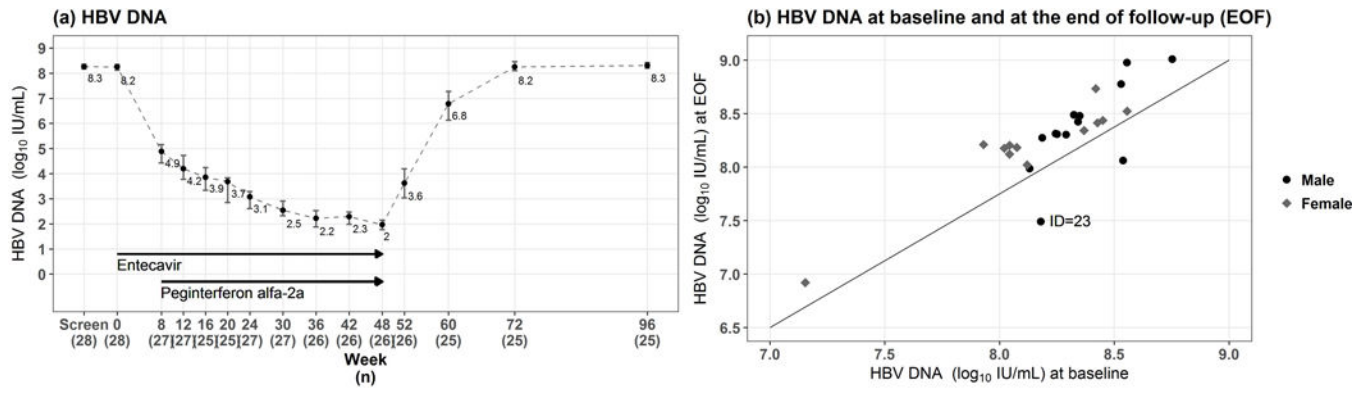 (a) HBV DNA
HBV DNA (log10 IU/mL)
9
8
7
6
5
4
3
2
1
0
8.3
8.2
4.9
4.2
3.9
3.7
3.1
2.5
2.2
2.3
2
3.6
6.8
8.2
8.3
Entecavir
Peginterferon alfa-2a
Screen 0 8 12 16 20 24 30 36 42 48 52 60 72 96
(28) (28) (27) (27) (25) (25) (27) (27) (26) (26) (26) (26) (25) (25) (25)
Week
(n)
(b) HBV DNA at baseline and at the end of follow-up (EOF)
HBV DNA (log10 IU/mL) at EOF
9.0
8.5
8.0
7.5
7.0
6.5
ID=23
7.0 7.5 8.0 8.5 9.0
HBV DNA (log10 IU/mL) at baseline
Male
Female